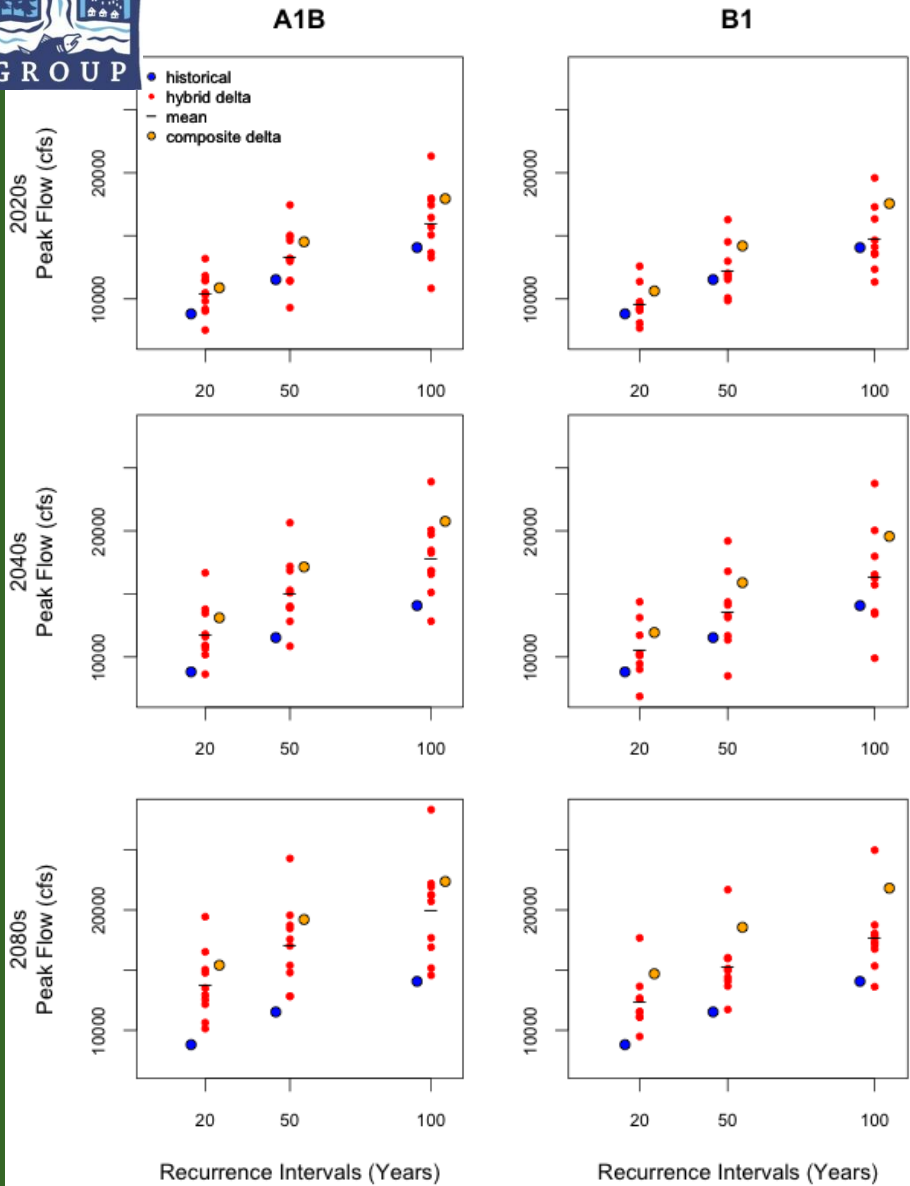 A1B
B1
GROUP
historical
hybrid delta
mean
composite delta
2020s
Peak Flow (cfs)
20000
10000
20
50
100
20000
10000
20
50
100
2040s
Peak Flow (cfs)
20000
10000
20
50
100
20000
10000
20
50
100
2080s
Peak Flow (cfs)
20000
10000
20
50
100
Recurrence Intervals (Years)
20000
10000
20
50
100
Recurrence Intervals (Years)